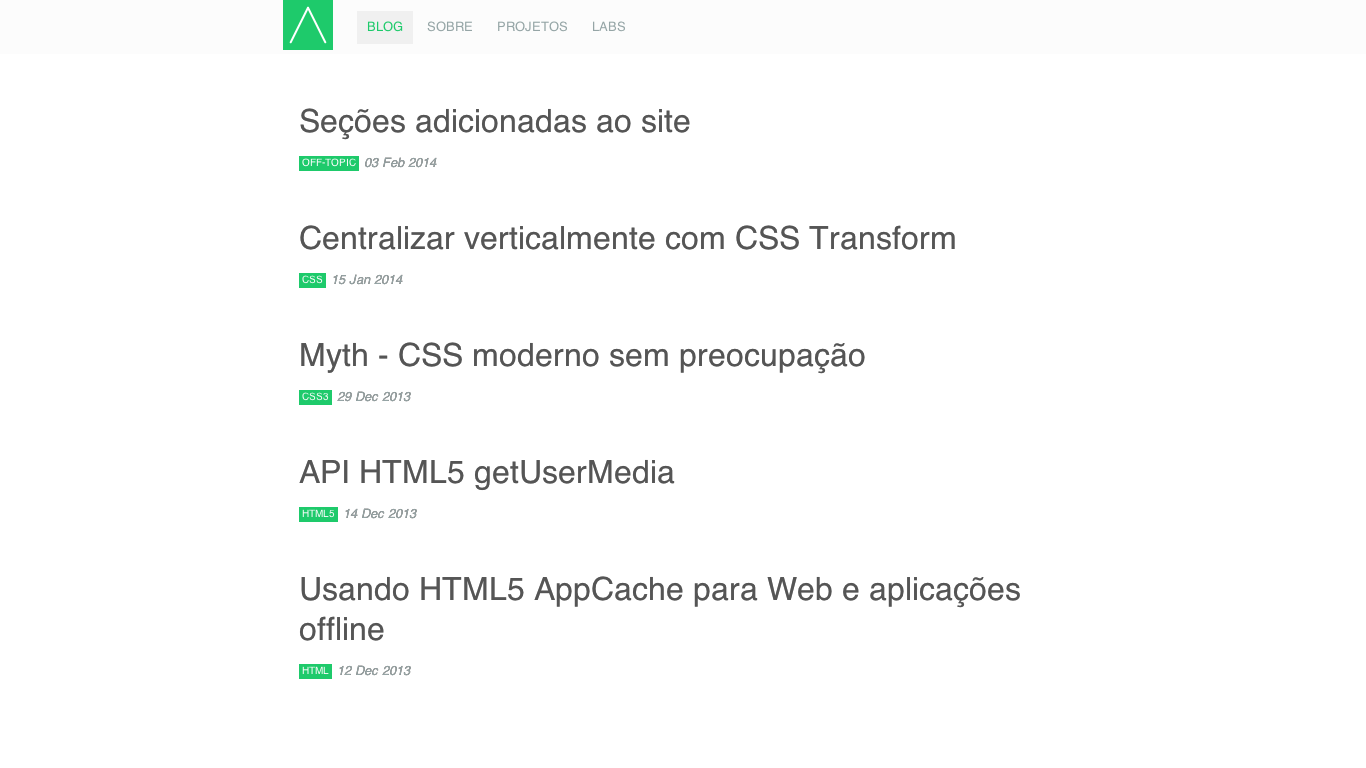 BLOG SOBRE PROJETOS LABS
Seções adicionadas ao site
OFF-TOPIC 03 Feb 2014
Centralizar verticalmente com CSS Transform
CSS 15 Jan 2014
Myth - CSS moderno sem preocupação
CSS3 29 Dec 2013
API HTML5 getUserMedia
HTML5 14 Dec 2013
Usando HTML5 AppCache para Web e aplicações
offline
HTML 12 Dec 2013